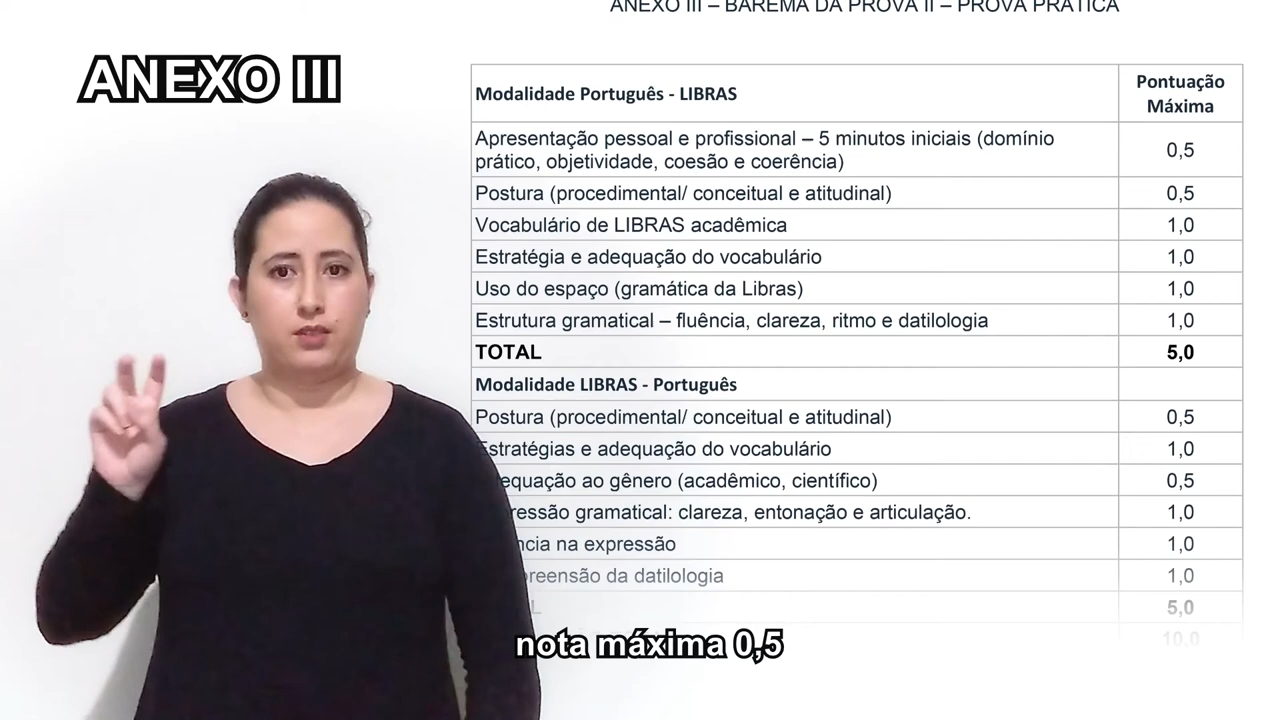 ANEXO III – BAREMA DA PROVA II – PROVA PRÁTICA
ANEXO III
Modalidade Português - LIBRAS
Pontuação
Máxima
Apresentação pessoal e profissional – 5 minutos iniciais (domínio
prático, objetividade, coesão e coerência)
0,5
Postura (procedimental/ conceitual e atitudinal)
0,5
Vocabulário de LIBRAS acadêmica
1,0
Estratégia e adequação do vocabulário
1,0
Uso do espaço (gramática da Libras)
1,0
Estrutura gramatical – fluência, clareza, ritmo e datilologia
1,0
TOTAL
5,0
Modalidade LIBRAS - Português
Postura (procedimental/ conceitual e atitudinal)
0,5
Estratégias e adequação do vocabulário
1,0
equação ao gênero (acadêmico, científico)
0,5
ressão gramatical: clareza, entonação e articulação.
1,0
ncia na expressão
1,0
preensão da datilologia
1,0
L
5,0
10,0
nota máxima 0,5